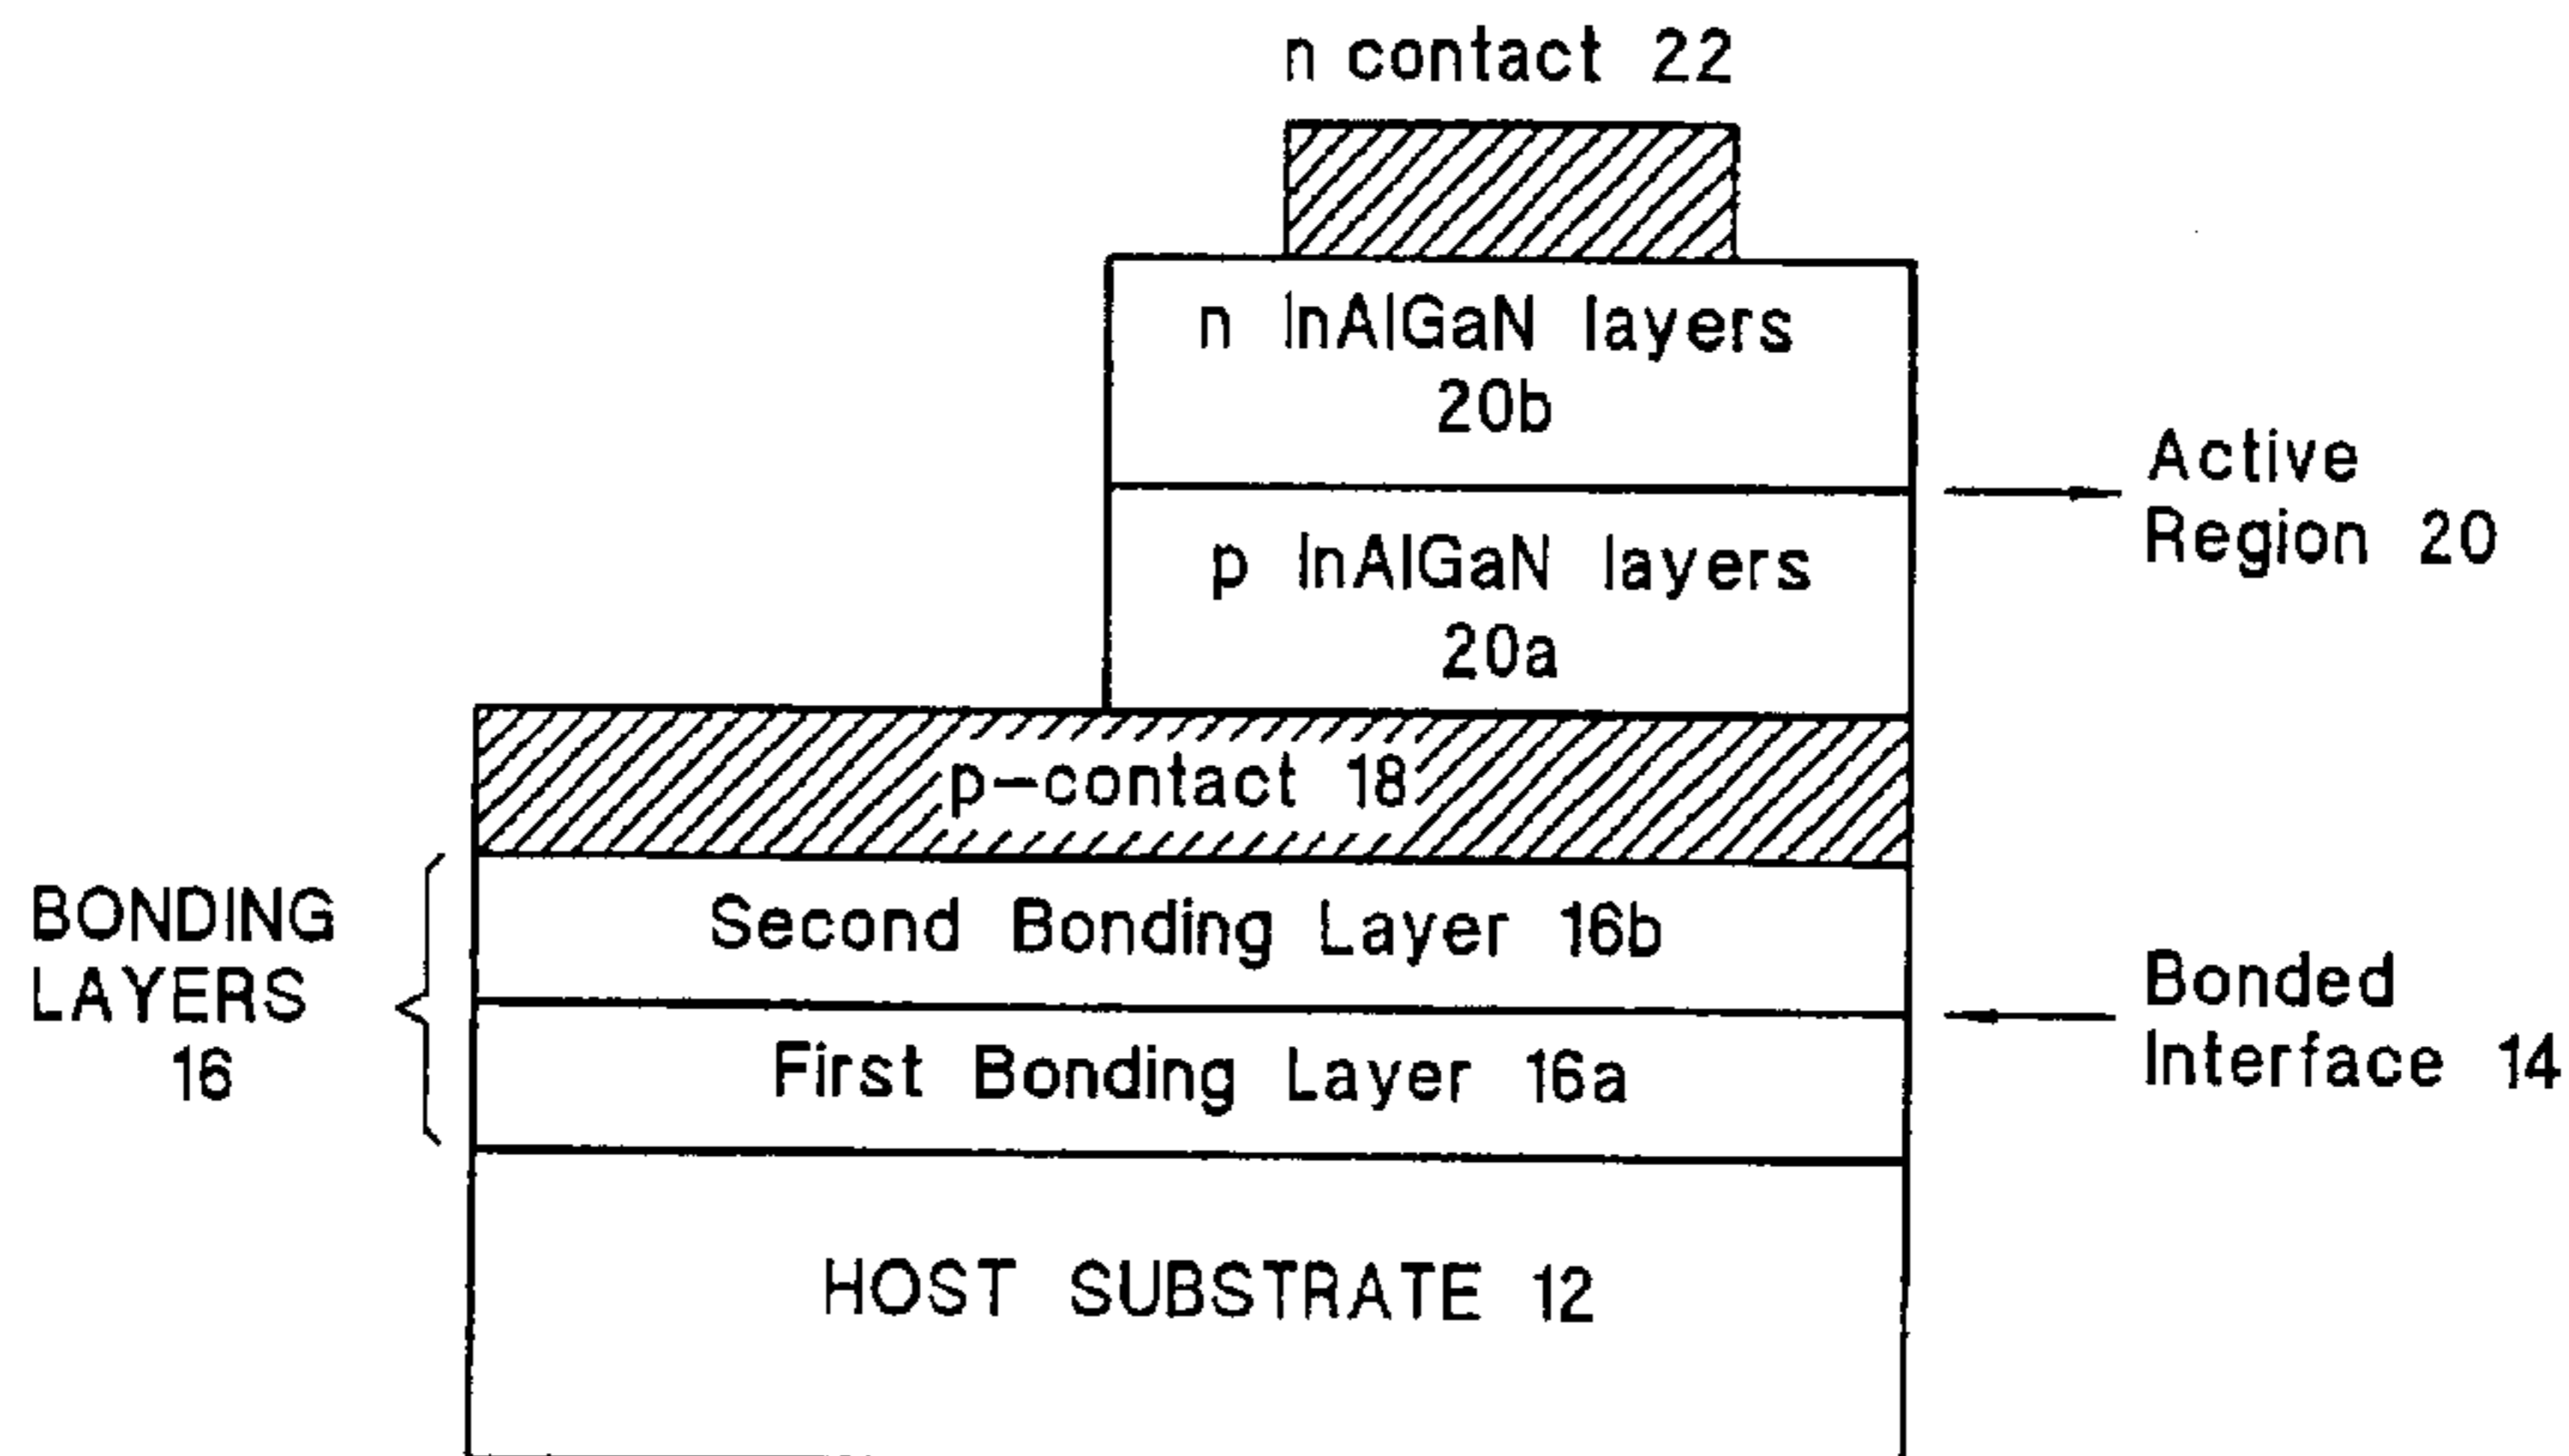 n contact 22
n InAlGaN layers
20b
Active
Region 20
p InAlGaN layers
20a
p-contact 18
BONDING
LAYERS
16
Second Bonding Layer 16b
Bonded
Interface 14
First Bonding Layer 16a
HOST SUBSTRATE 12